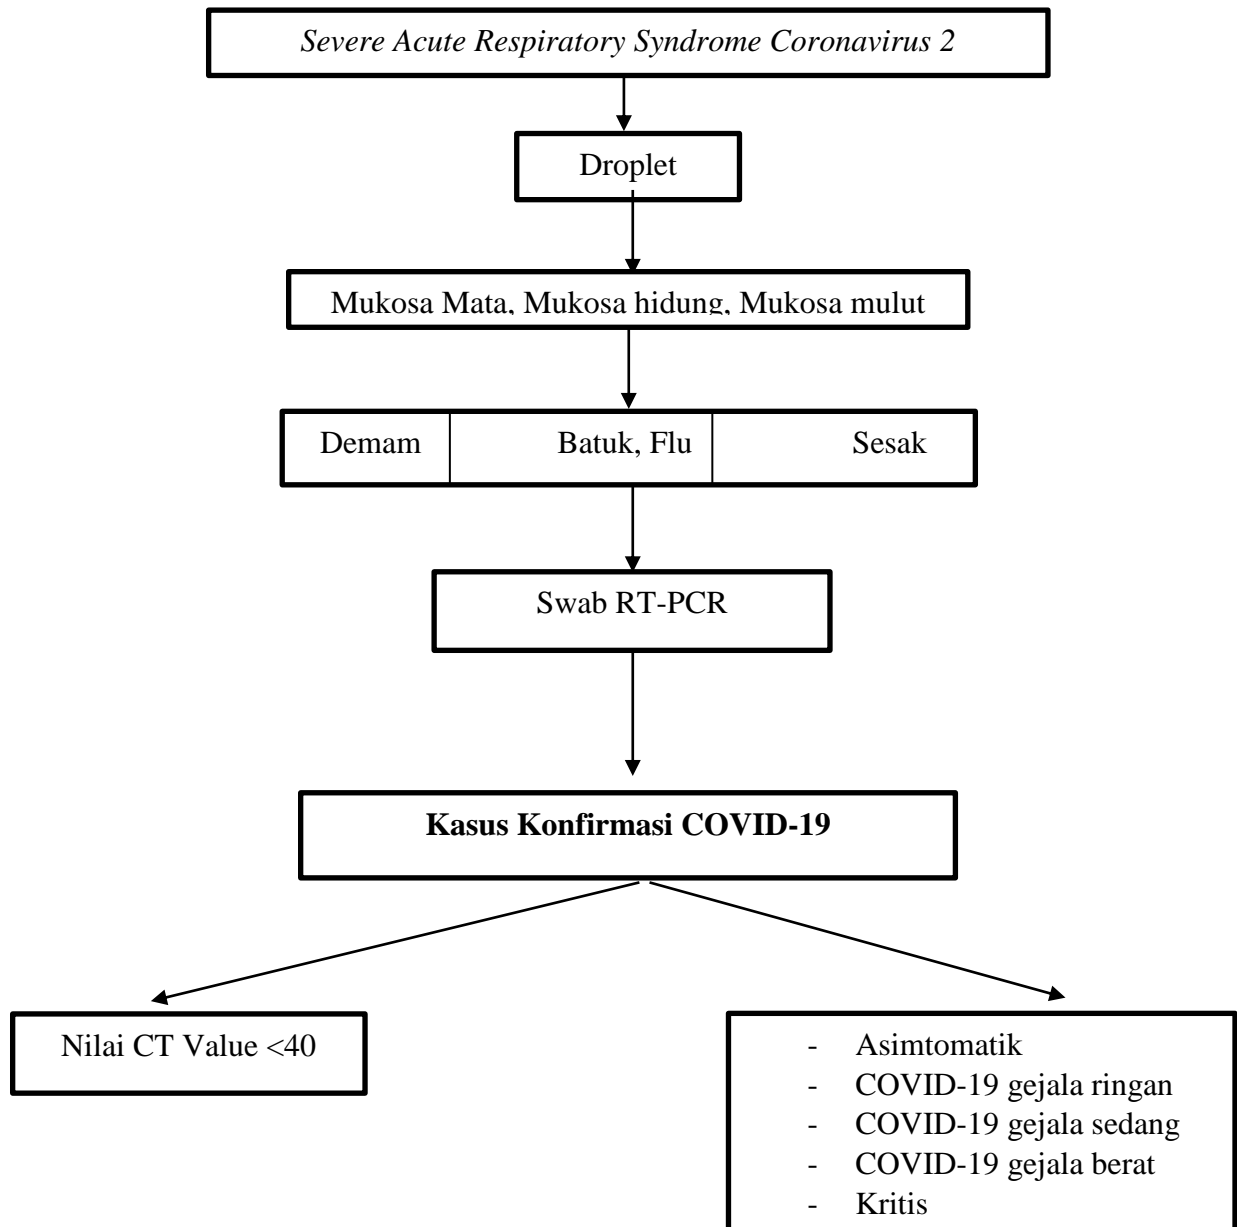 Severe Acute Respiratory Syndrome Coronavirus 2
Droplet
Mukosa Mata, Mukosa hidung, Mukosa mulut
Demam Batuk, Flu Sesak
Swab RT-PCR
Kasus Konfirmasi COVID-19
Nilai CT Value <40
- Asimtomatik
- COVID-19 gejala ringan
- COVID-19 gejala sedang
- COVID-19 gejala berat
- Kritis